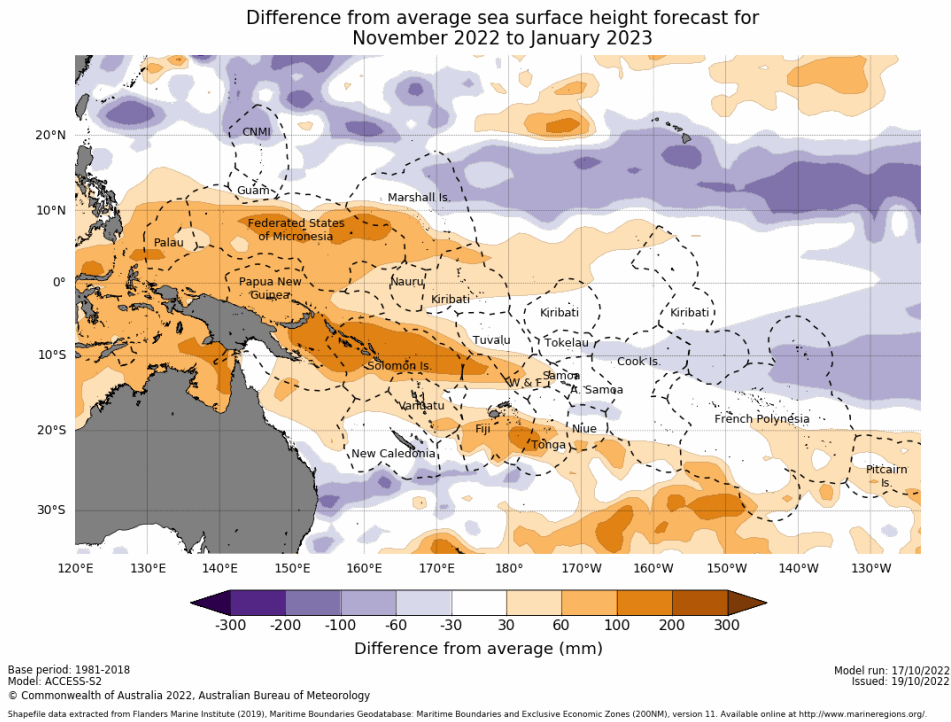 Difference from average sea surface height forecast for
November 2022 to January 2023
20°N
10°N
0°
10°S
20°S
30°S
CNMI
Guam
Marshall Is.
Federated States
of Micronesia
Palau
Papua New
Guinea
Nauru
Kiribati
Kiribati
Kiribati
Tuvalu
Tokelau
Solomon Is.
Cook Is.
Samoa
W & F
A. Samoa
Vanuatu
French Polynesia
Fiji
Niue
Tonga
New Caledonia
Pitcairn
Is.
120°E 130°E 140°E 150°E 160°E 170°E 180° 170°W 160°W 150°W 140°W 130°W
-300 -200 -100 -60 -30 30 60 100 200 300
Difference from average (mm)
Base period: 1981-2018
Model: ACCESS-S2
© Commonwealth of Australia 2022, Australian Bureau of Meteorology
Model run: 17/10/2022
Issued: 19/10/2022
Shapefile data extracted from Flanders Marine Institute (2019), Maritime Boundaries Geodatabase: Maritime Boundaries and Exclusive Economic Zones (200NM), version 11. Available online at http://www.marineregions.org/.